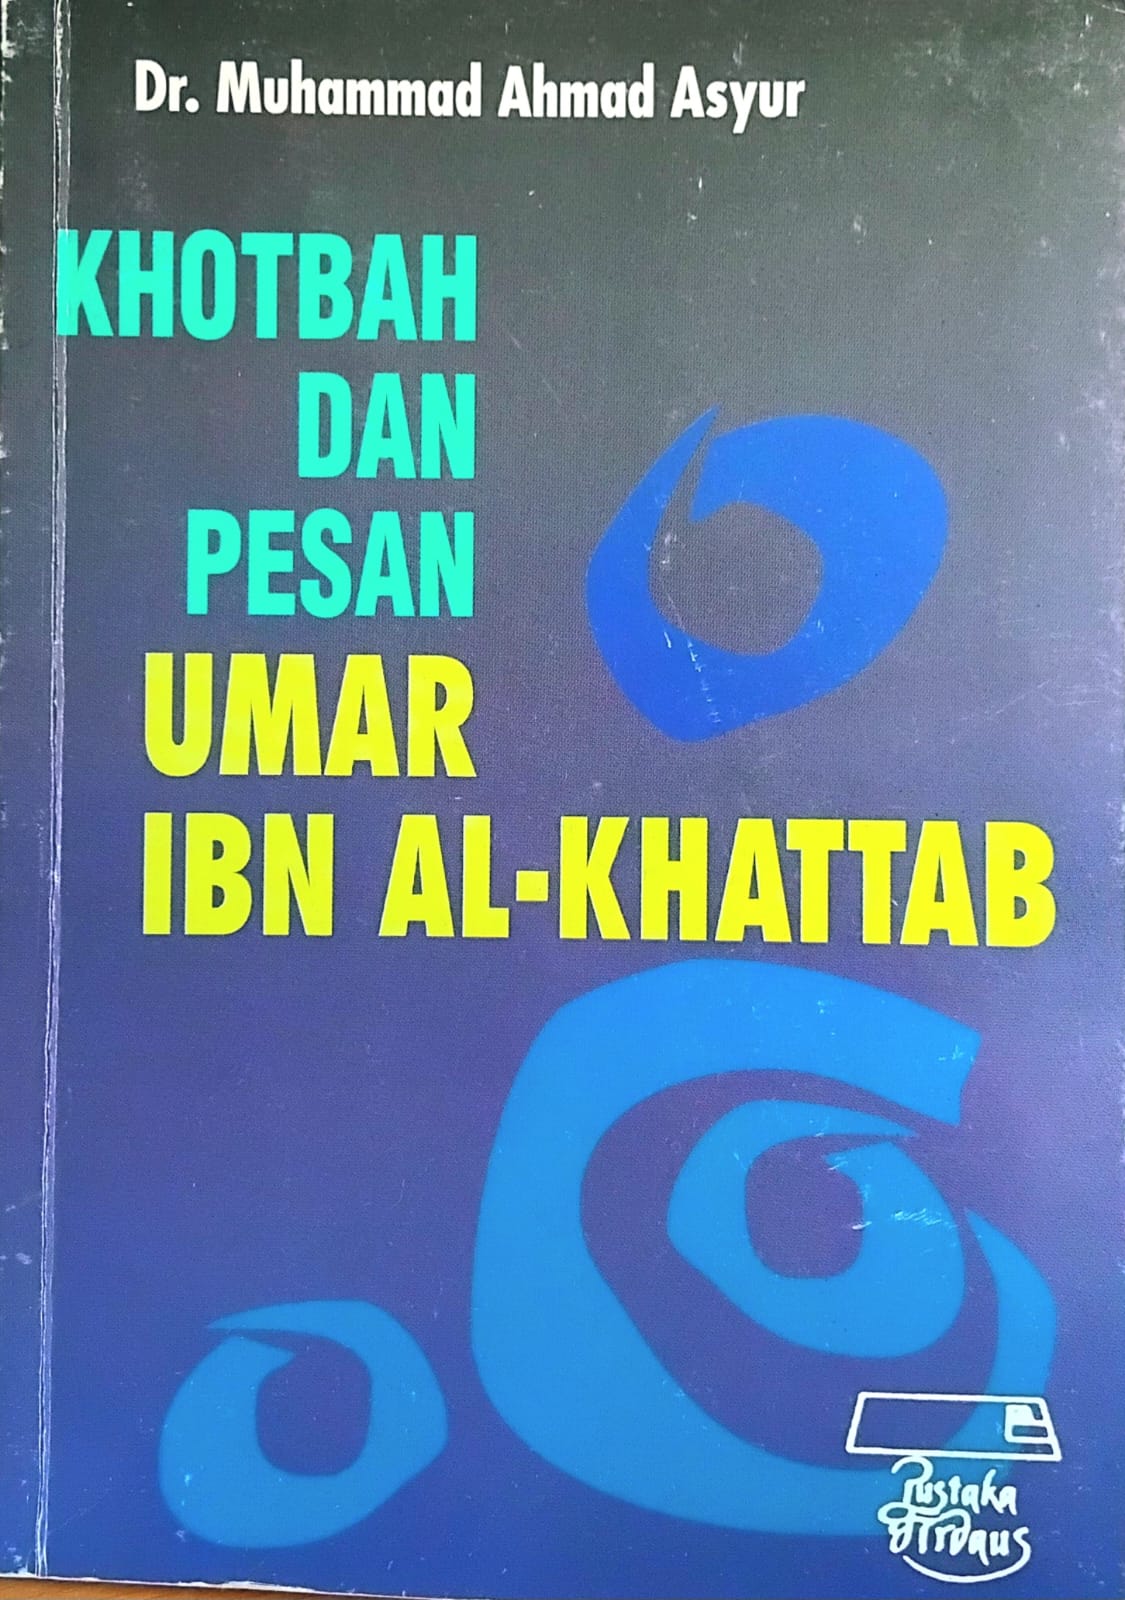 Dr. Muhammad Ahmad Asyur
KHOTBAH
DAN
PESAN
UMAR
IBN AL-KHATTAB
Pustaka
Firdaus